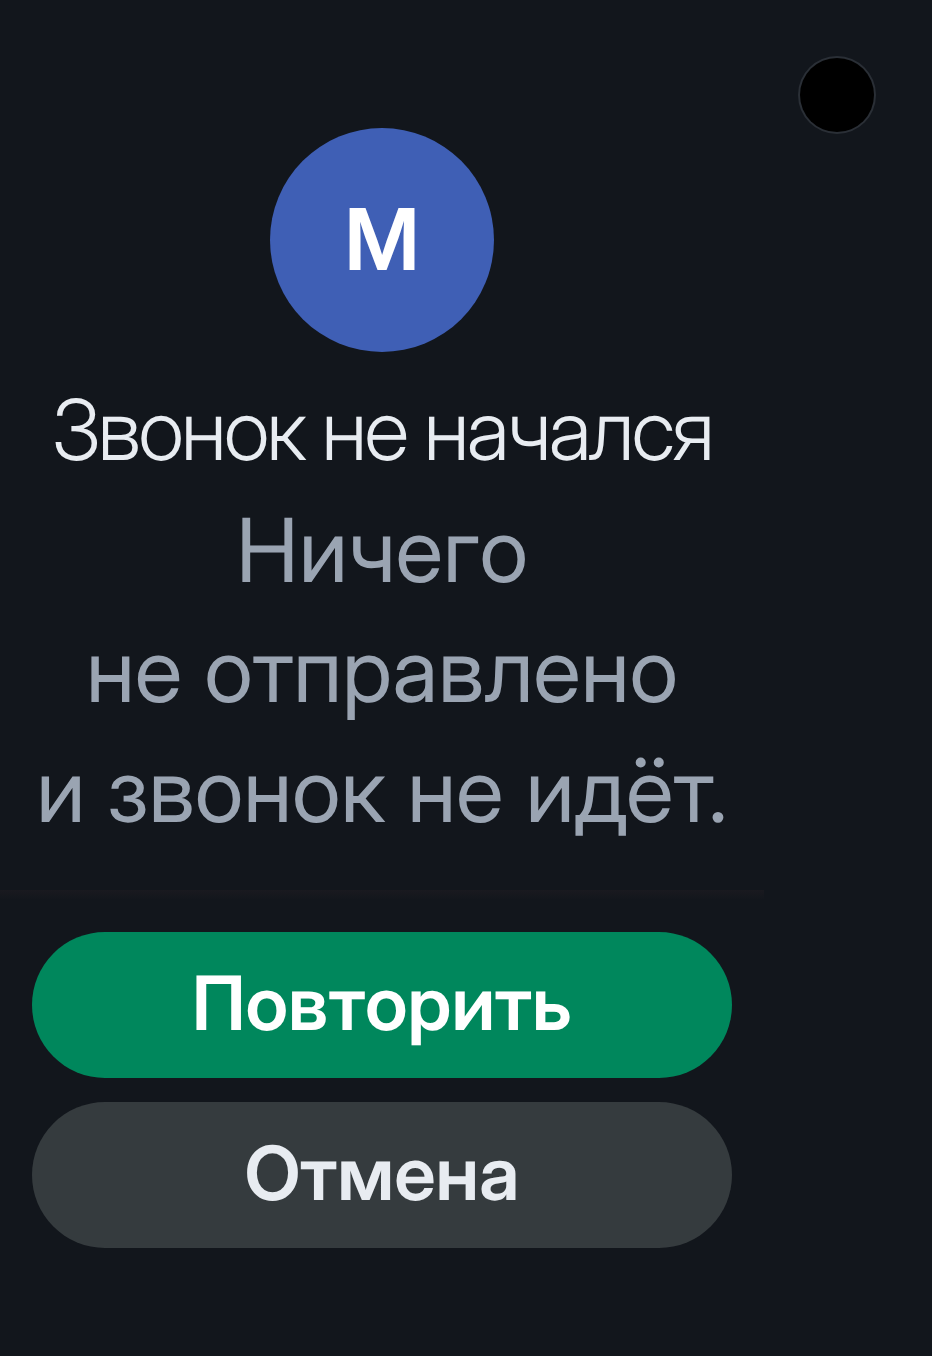 М
Звонок не начался
Ничего
не отправлено
и звонок не идёт.
Повторить
Отмена